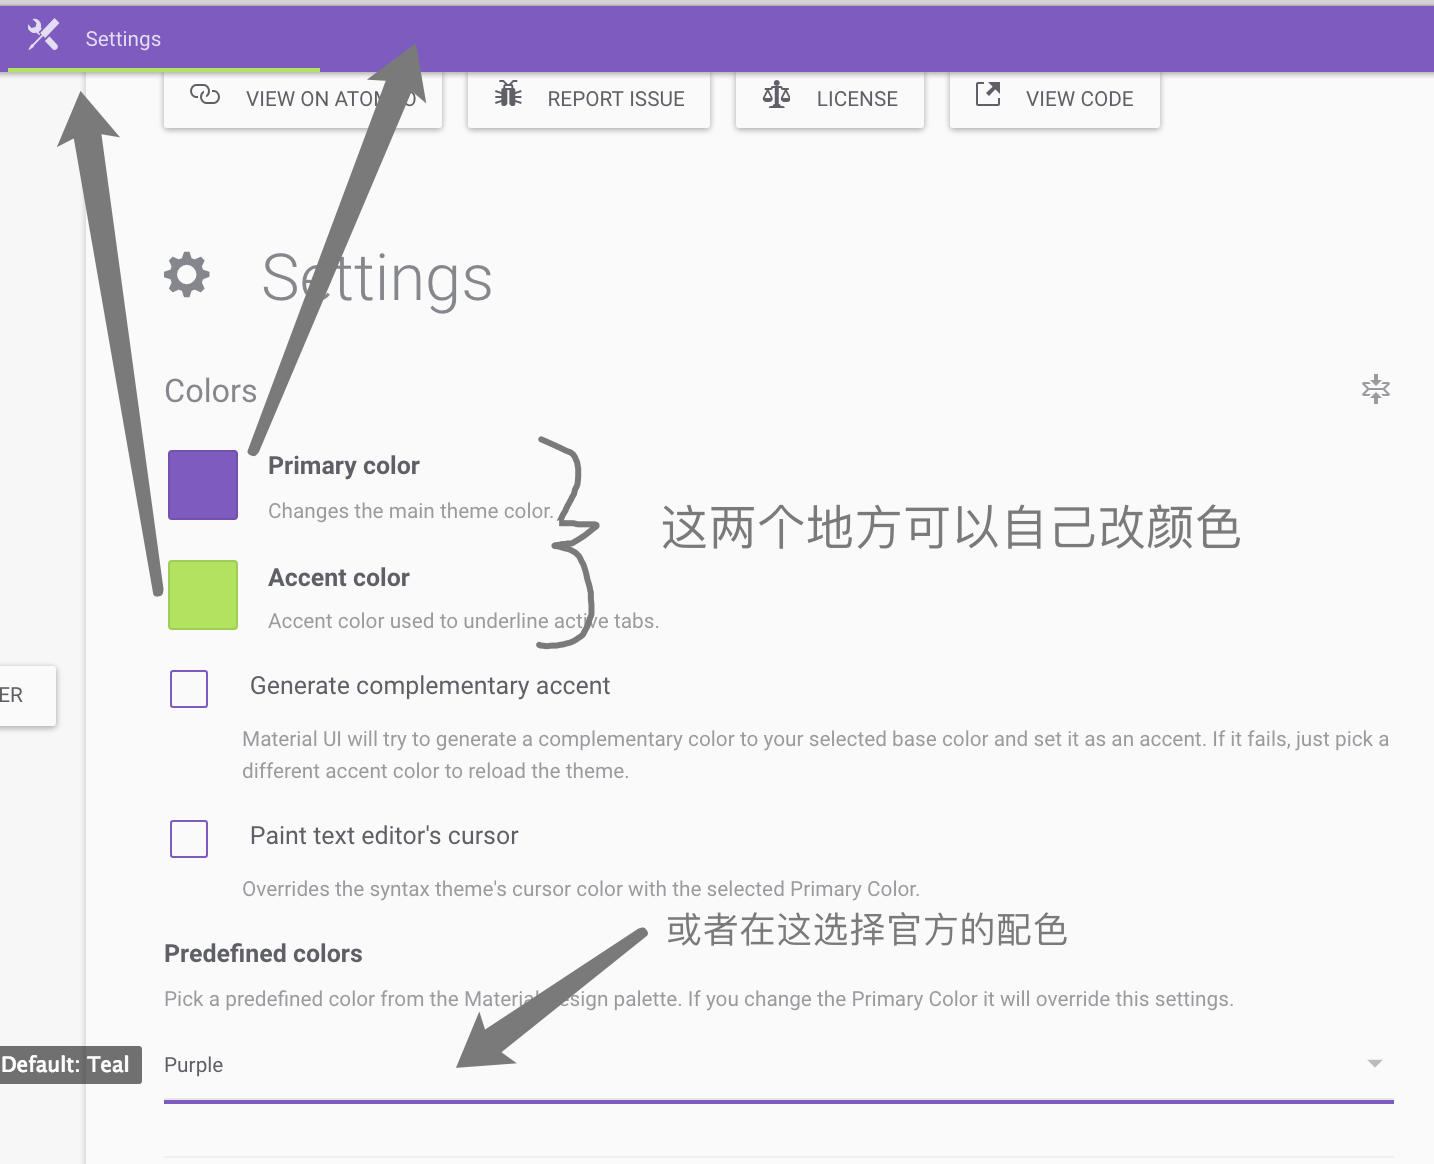 Settings
VIEW ON ATOM.IO
REPORT ISSUE
LICENSE
VIEW CODE
Settings
Colors
Primary color
Changes the main theme color.
这两个地方可以自己改颜色
Accent color
Accent color used to underline active tabs.
Generate complementary accent
ER
Material UI will try to generate a complementary color to your selected base color and set it as an accent. If it fails, just pick a
different accent color to reload the theme.
Paint text editor's cursor
Overrides the syntax theme's cursor color with the selected Primary Color.
或者在这选择官方的配色
Predefined colors
Pick a predefined color from the Material Design palette. If you change the Primary Color it will override this settings.
Default: Teal
Purple